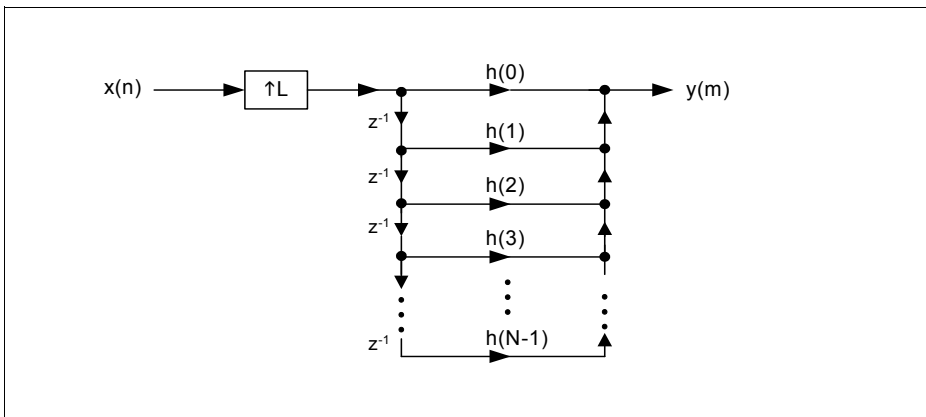 h(0)
x(n) ↑L y(m)
z-1
h(1)
z-1
h(2)
z-1
h(3)
z-1
h(N-1)